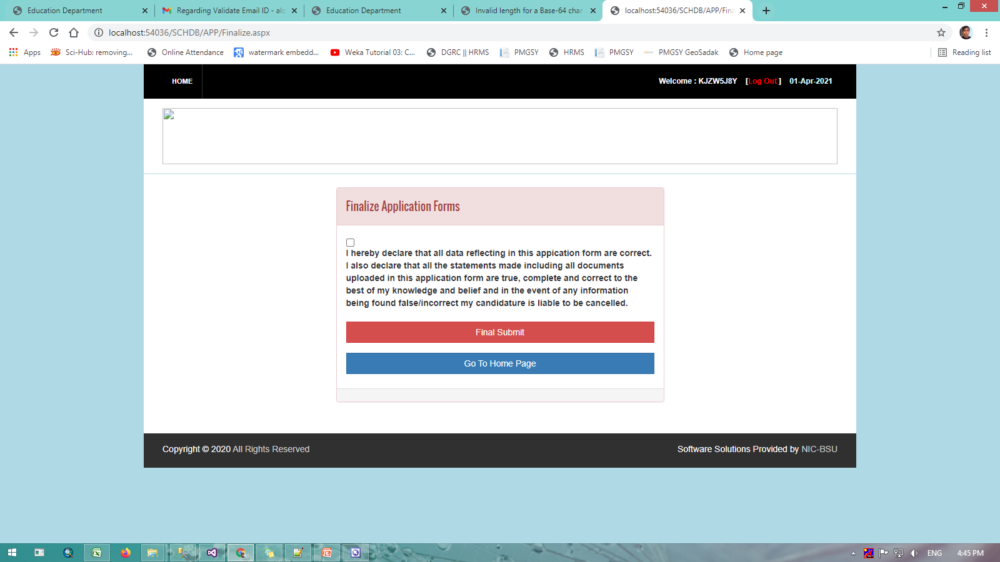 Education Department
Regarding Validate Email ID - alo
Education Department
Invalid length for a Base-64 char
localhost:54036/SCHDB/APP/Fina
localhost:54036/SCHDB/APP/Finalize.aspx
Apps
Sci-Hub: removing...
Online Attendance
watermark embedd...
Weka Tutorial 03: C...
DGRC || HRMS
PMGSY
HRMS
PMGSY
PMGSY GeoSadak
Home page
Reading list
HOME
Welcome : KJZW5J8Y [Log Out ] 01-Apr-2021
Finalize Application Forms
I hereby declare that all data reflecting in this appication form are correct.
I also declare that all the statements made including all documents
uploaded in this application form are true, complete and correct to the
best of my knowledge and belief and in the event of any information
being found false/incorrect my candidature is liable to be cancelled.
Final Submit
Go To Home Page
Copyright © 2020 All Rights Reserved
Software Solutions Provided by NIC-BSU
ENG
4:45 PM